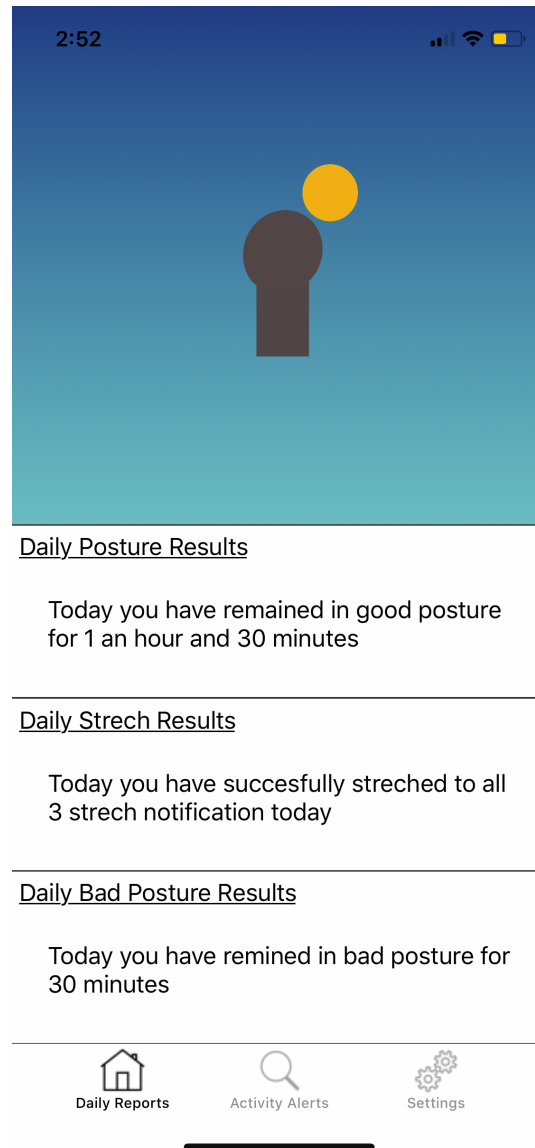 2:52
Daily Posture Results
Today you have remained in good posture
for 1 an hour and 30 minutes
Daily Strech Results
Today you have succesfully streched to all
3 strech notification today
Daily Bad Posture Results
Today you have remined in bad posture for
30 minutes
Daily Reports
Activity Alerts
Settings